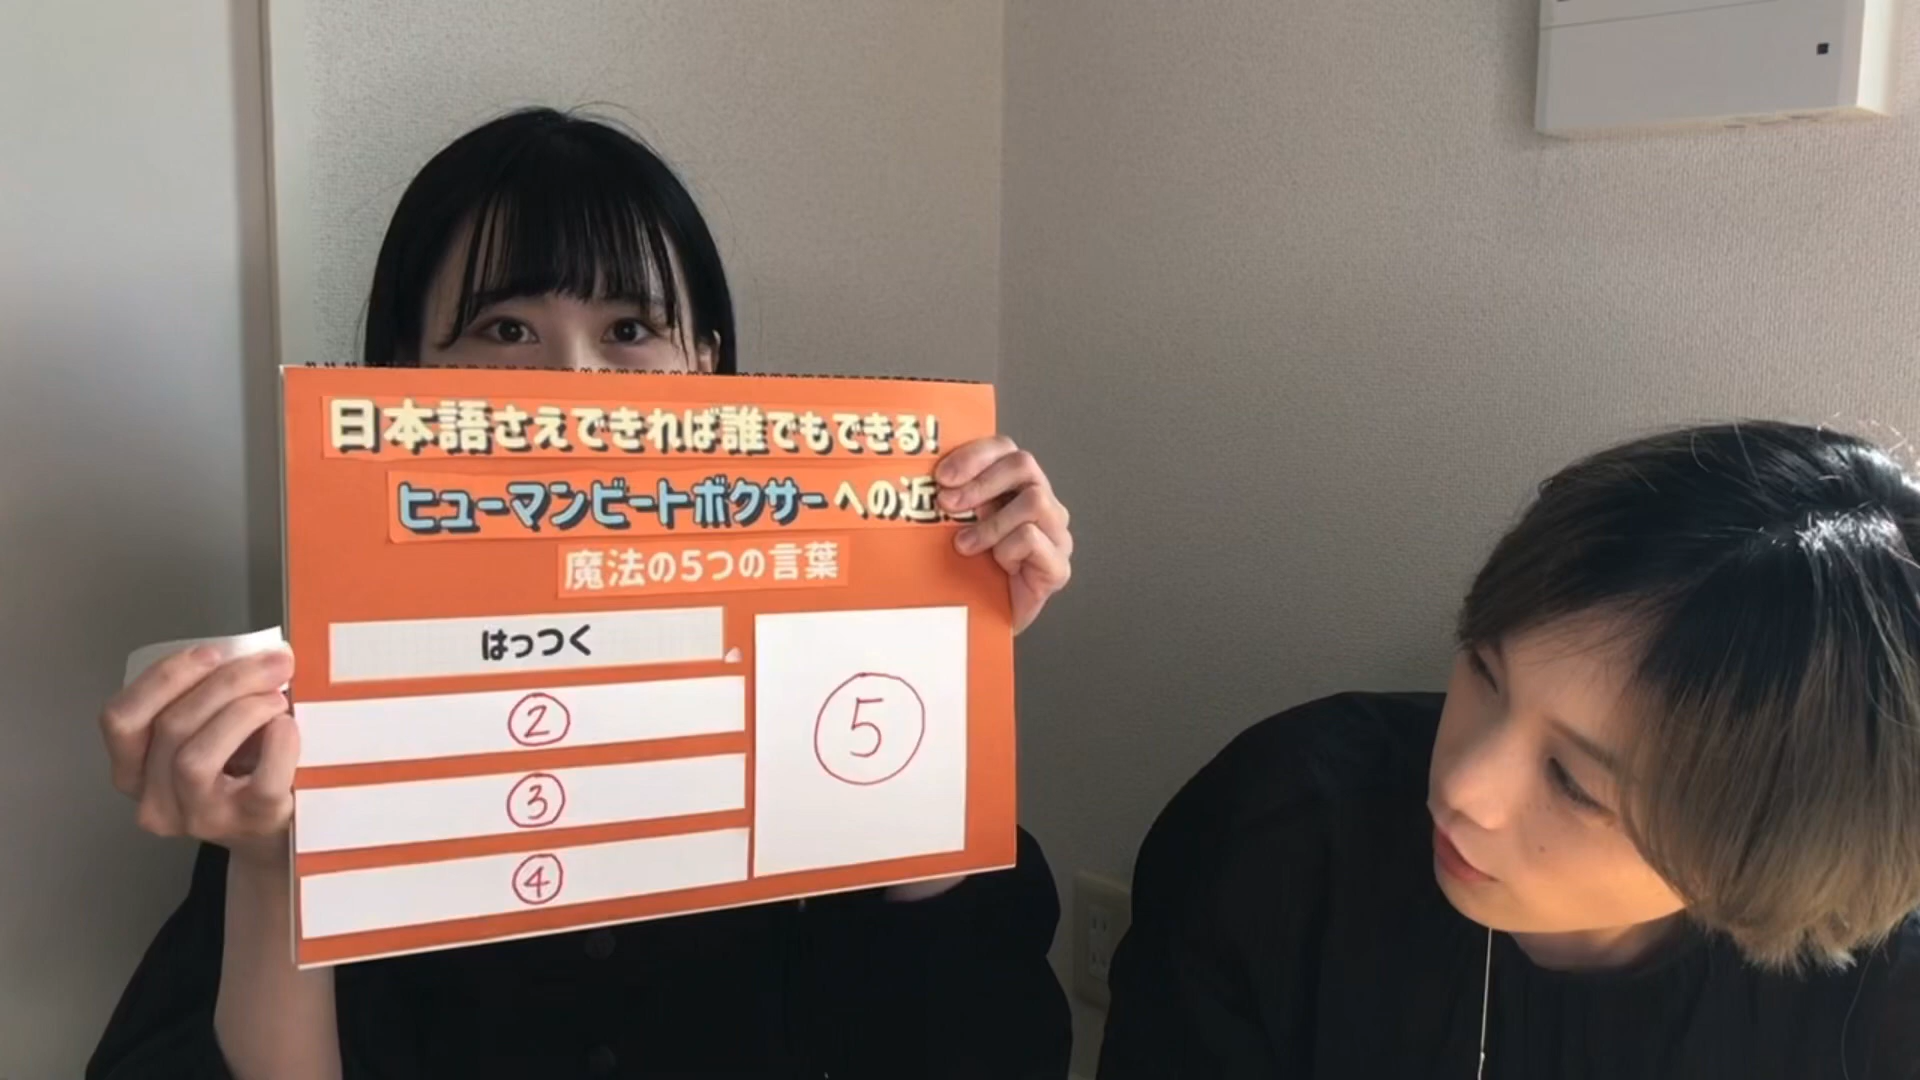 日本語さえできれば誰でもできる!
ヒューマンビートボクサーへの近
魔法の5つの言葉
はっつく
②
③
④
⑤